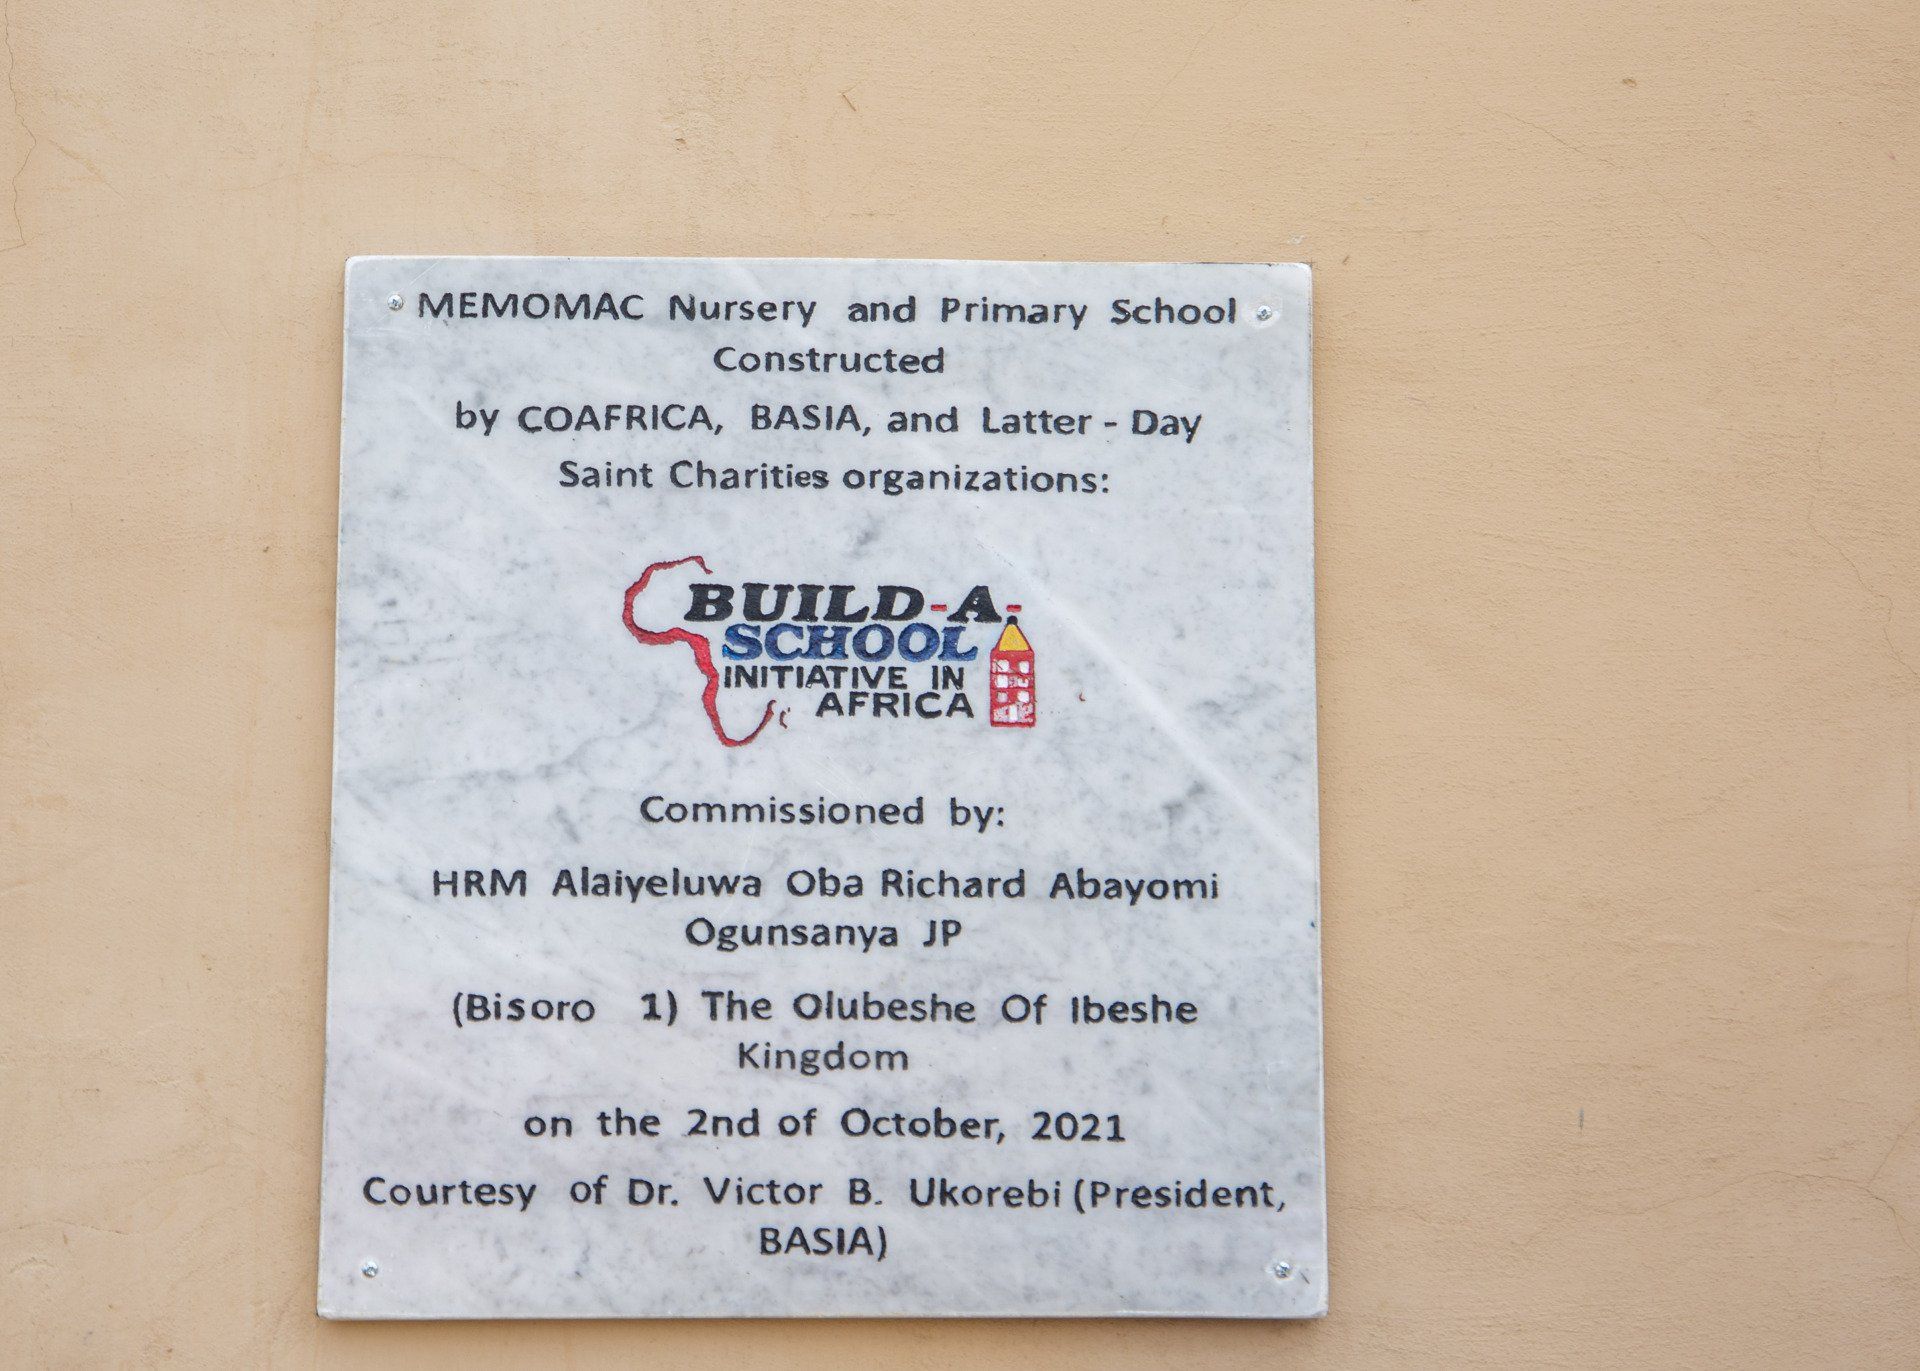 MEMOMAC Nursery and Primary School
Constructed
by COAFRICA, BASIA, and Latter - Day
Saint Charities organizations:
BUILD-A-
SCHOOL
INITIATIVE IN
AFRICA
Commissioned by:
HRM Alaiyeluwa Oba Richard Abayomi
Ogunsanya JP
(Bisoro 1) The Olubeshe Of Ibeshe
Kingdom
on the 2nd of October, 2021
Courtesy of Dr. Victor B. Ukorebi (President,
BASIA)